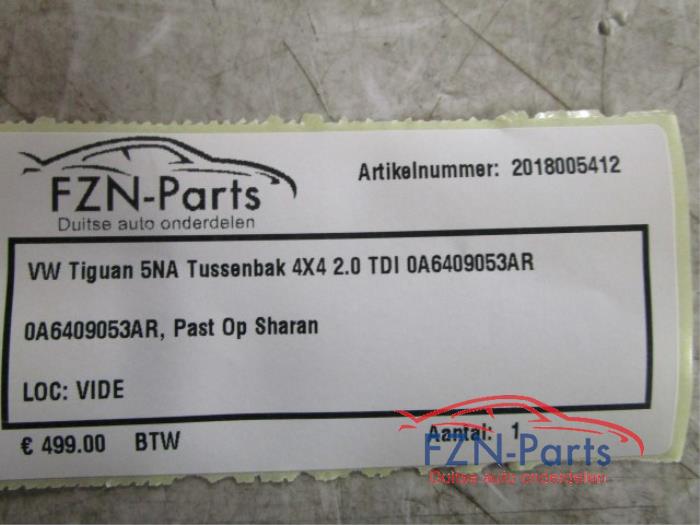 FZN-Parts
Duitse auto onderdelen
Artikelnummer: 2018005412
VW Tiguan 5NA Tussenbak 4X4 2.0 TDI 0A6409053AR
0A6409053AR, Past Op Sharan
LOC: VIDE
€ 499.00 BTW
Aantal: 1
FZN-Parts
Duitse auto onderdelen